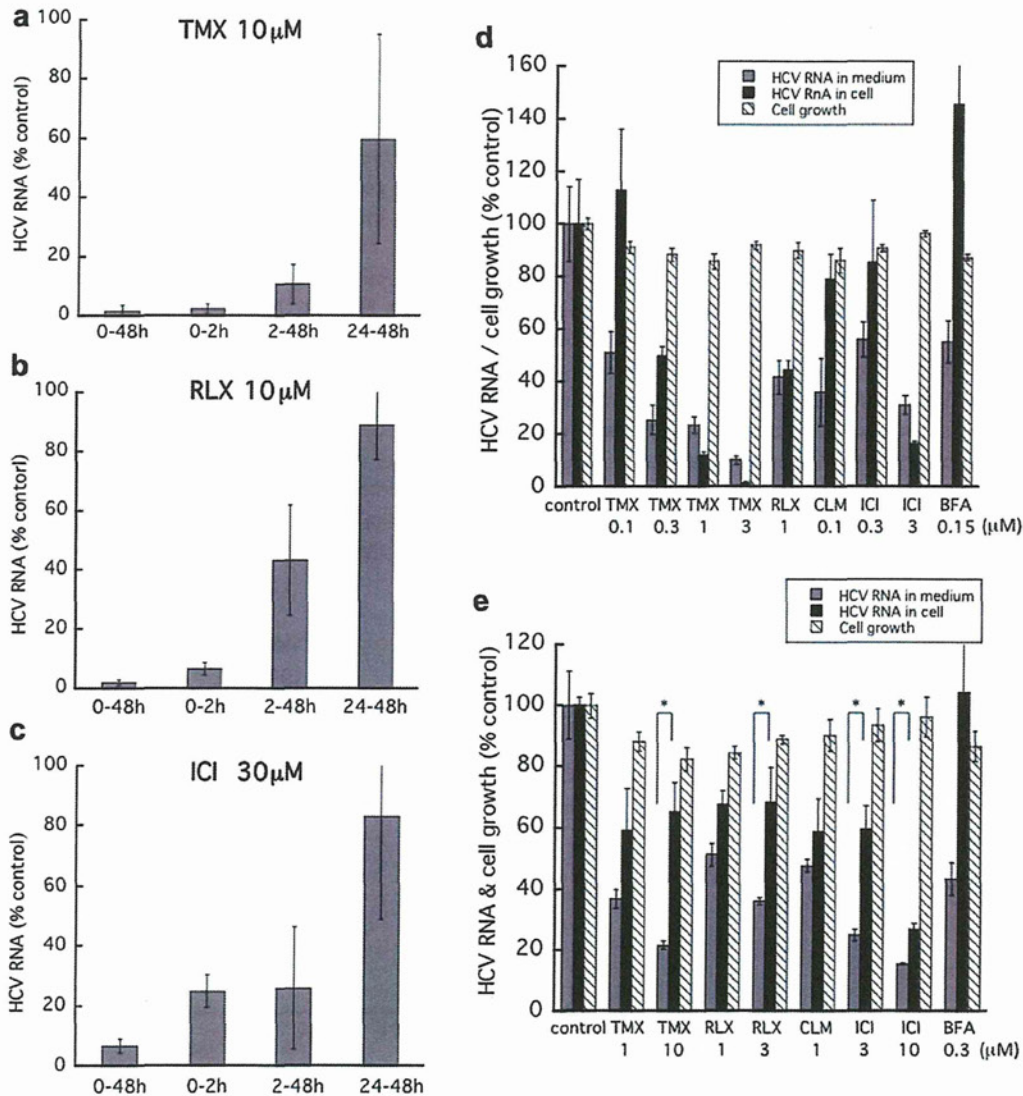 a
TMX 10μM
HCV RNA (% control)
100
80
60
40
20
0
0-48h 0-2h 2-48h 24-48h
b
RLX 10μM
HCV RNA (% contorl)
100
80
60
40
20
0
0-48h 0-2h 2-48h 24-48h
c
ICI 30μM
HCV RNA (% control)
100
80
60
40
20
0
0-48h 0-2h 2-48h 24-48h
d
HCV RNA in medium
HCV RnA in cell
Cell growth
HCV RNA / cell growth (% control)
160
140
120
100
80
60
40
20
0
control TMX TMX TMX TMX RLX CLM ICI ICI BFA
0.1 0.3 1 3 1 0.1 0.3 3 0.15 (μM)
e
HCV RNA in medium
HCV RNA in cell
Cell growth
HCV RNA & cell growth (% control)
120
100
80
60
40
20
0
* * * *
control TMX TMX RLX RLX CLM ICI ICI BFA
1 10 1 3 1 3 10 0.3 (μM)